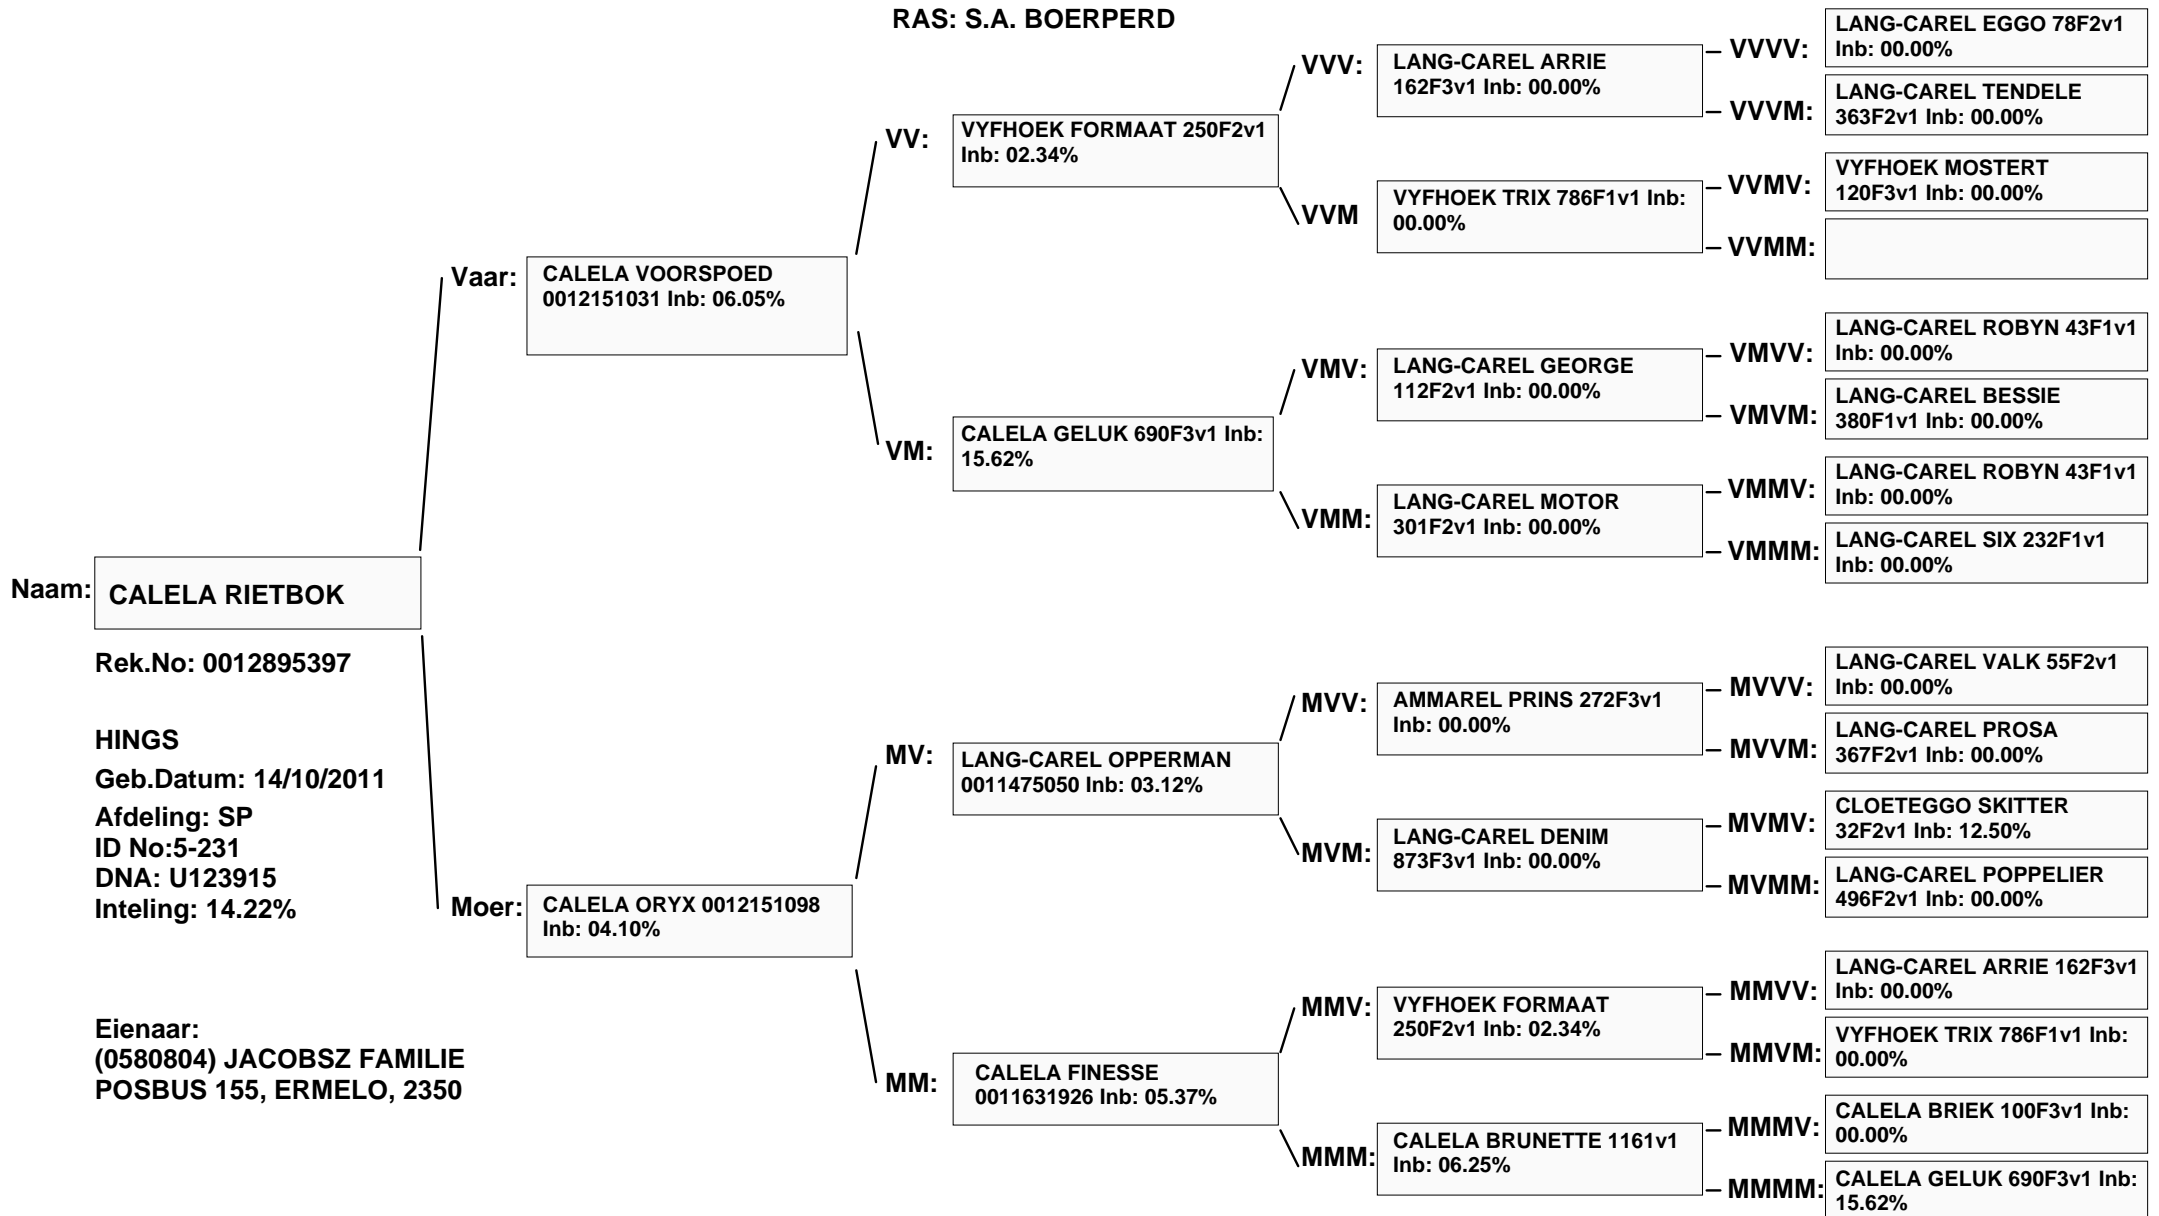 RAS: S.A. BOERPERD
Naam:
CALELA RIETBOK
Rek.No: 0012895397
HINGS
Geb.Datum: 14/10/2011
Afdeling: SP
ID No:5-231
DNA: U123915
Inteling: 14.22%
Eienaar:
(0580804) JACOBSZ FAMILIE
POSBUS 155, ERMELO, 2350
Vaar:
CALELA VOORSPOED
0012151031 Inb: 06.05%
Moer:
CALELA ORYX 0012151098
Inb: 04.10%
VV:
VYFHOEK FORMAAT 250F2v1
Inb: 02.34%
VM:
CALELA GELUK 690F3v1 Inb:
15.62%
MV:
LANG-CAREL OPPERMAN
0011475050 Inb: 03.12%
MM:
CALELA FINESSE
0011631926 Inb: 05.37%
VVV:
LANG-CAREL ARRIE
162F3v1 Inb: 00.00%
VVM
VYFHOEK TRIX 786F1v1 Inb:
00.00%
VMV:
LANG-CAREL GEORGE
112F2v1 Inb: 00.00%
VMM:
LANG-CAREL MOTOR
301F2v1 Inb: 00.00%
MVV:
AMMAREL PRINS 272F3v1
Inb: 00.00%
MVM:
LANG-CAREL DENIM
873F3v1 Inb: 00.00%
MMV:
VYFHOEK FORMAAT
250F2v1 Inb: 02.34%
MMM:
CALELA BRUNETTE 1161v1
Inb: 06.25%
VVVV:
LANG-CAREL EGGO 78F2v1
Inb: 00.00%
VVVM:
LANG-CAREL TENDELE
363F2v1 Inb: 00.00%
VVMV:
VYFHOEK MOSTERT
120F3v1 Inb: 00.00%
VVMM:
VMVV:
LANG-CAREL ROBYN 43F1v1
Inb: 00.00%
VMVM:
LANG-CAREL BESSIE
380F1v1 Inb: 00.00%
VMMV:
LANG-CAREL ROBYN 43F1v1
Inb: 00.00%
VMMM:
LANG-CAREL SIX 232F1v1
Inb: 00.00%
MVVV:
LANG-CAREL VALK 55F2v1
Inb: 00.00%
MVVM:
LANG-CAREL PROSA
367F2v1 Inb: 00.00%
MVMV:
CLOETEGGO SKITTER
32F2v1 Inb: 12.50%
MVMM:
LANG-CAREL POPPELIER
496F2v1 Inb: 00.00%
MMVV:
LANG-CAREL ARRIE 162F3v1
Inb: 00.00%
MMVM:
VYFHOEK TRIX 786F1v1 Inb:
00.00%
MMMV:
CALELA BRIEK 100F3v1 Inb:
00.00%
MMMM:
CALELA GELUK 690F3v1 Inb:
15.62%